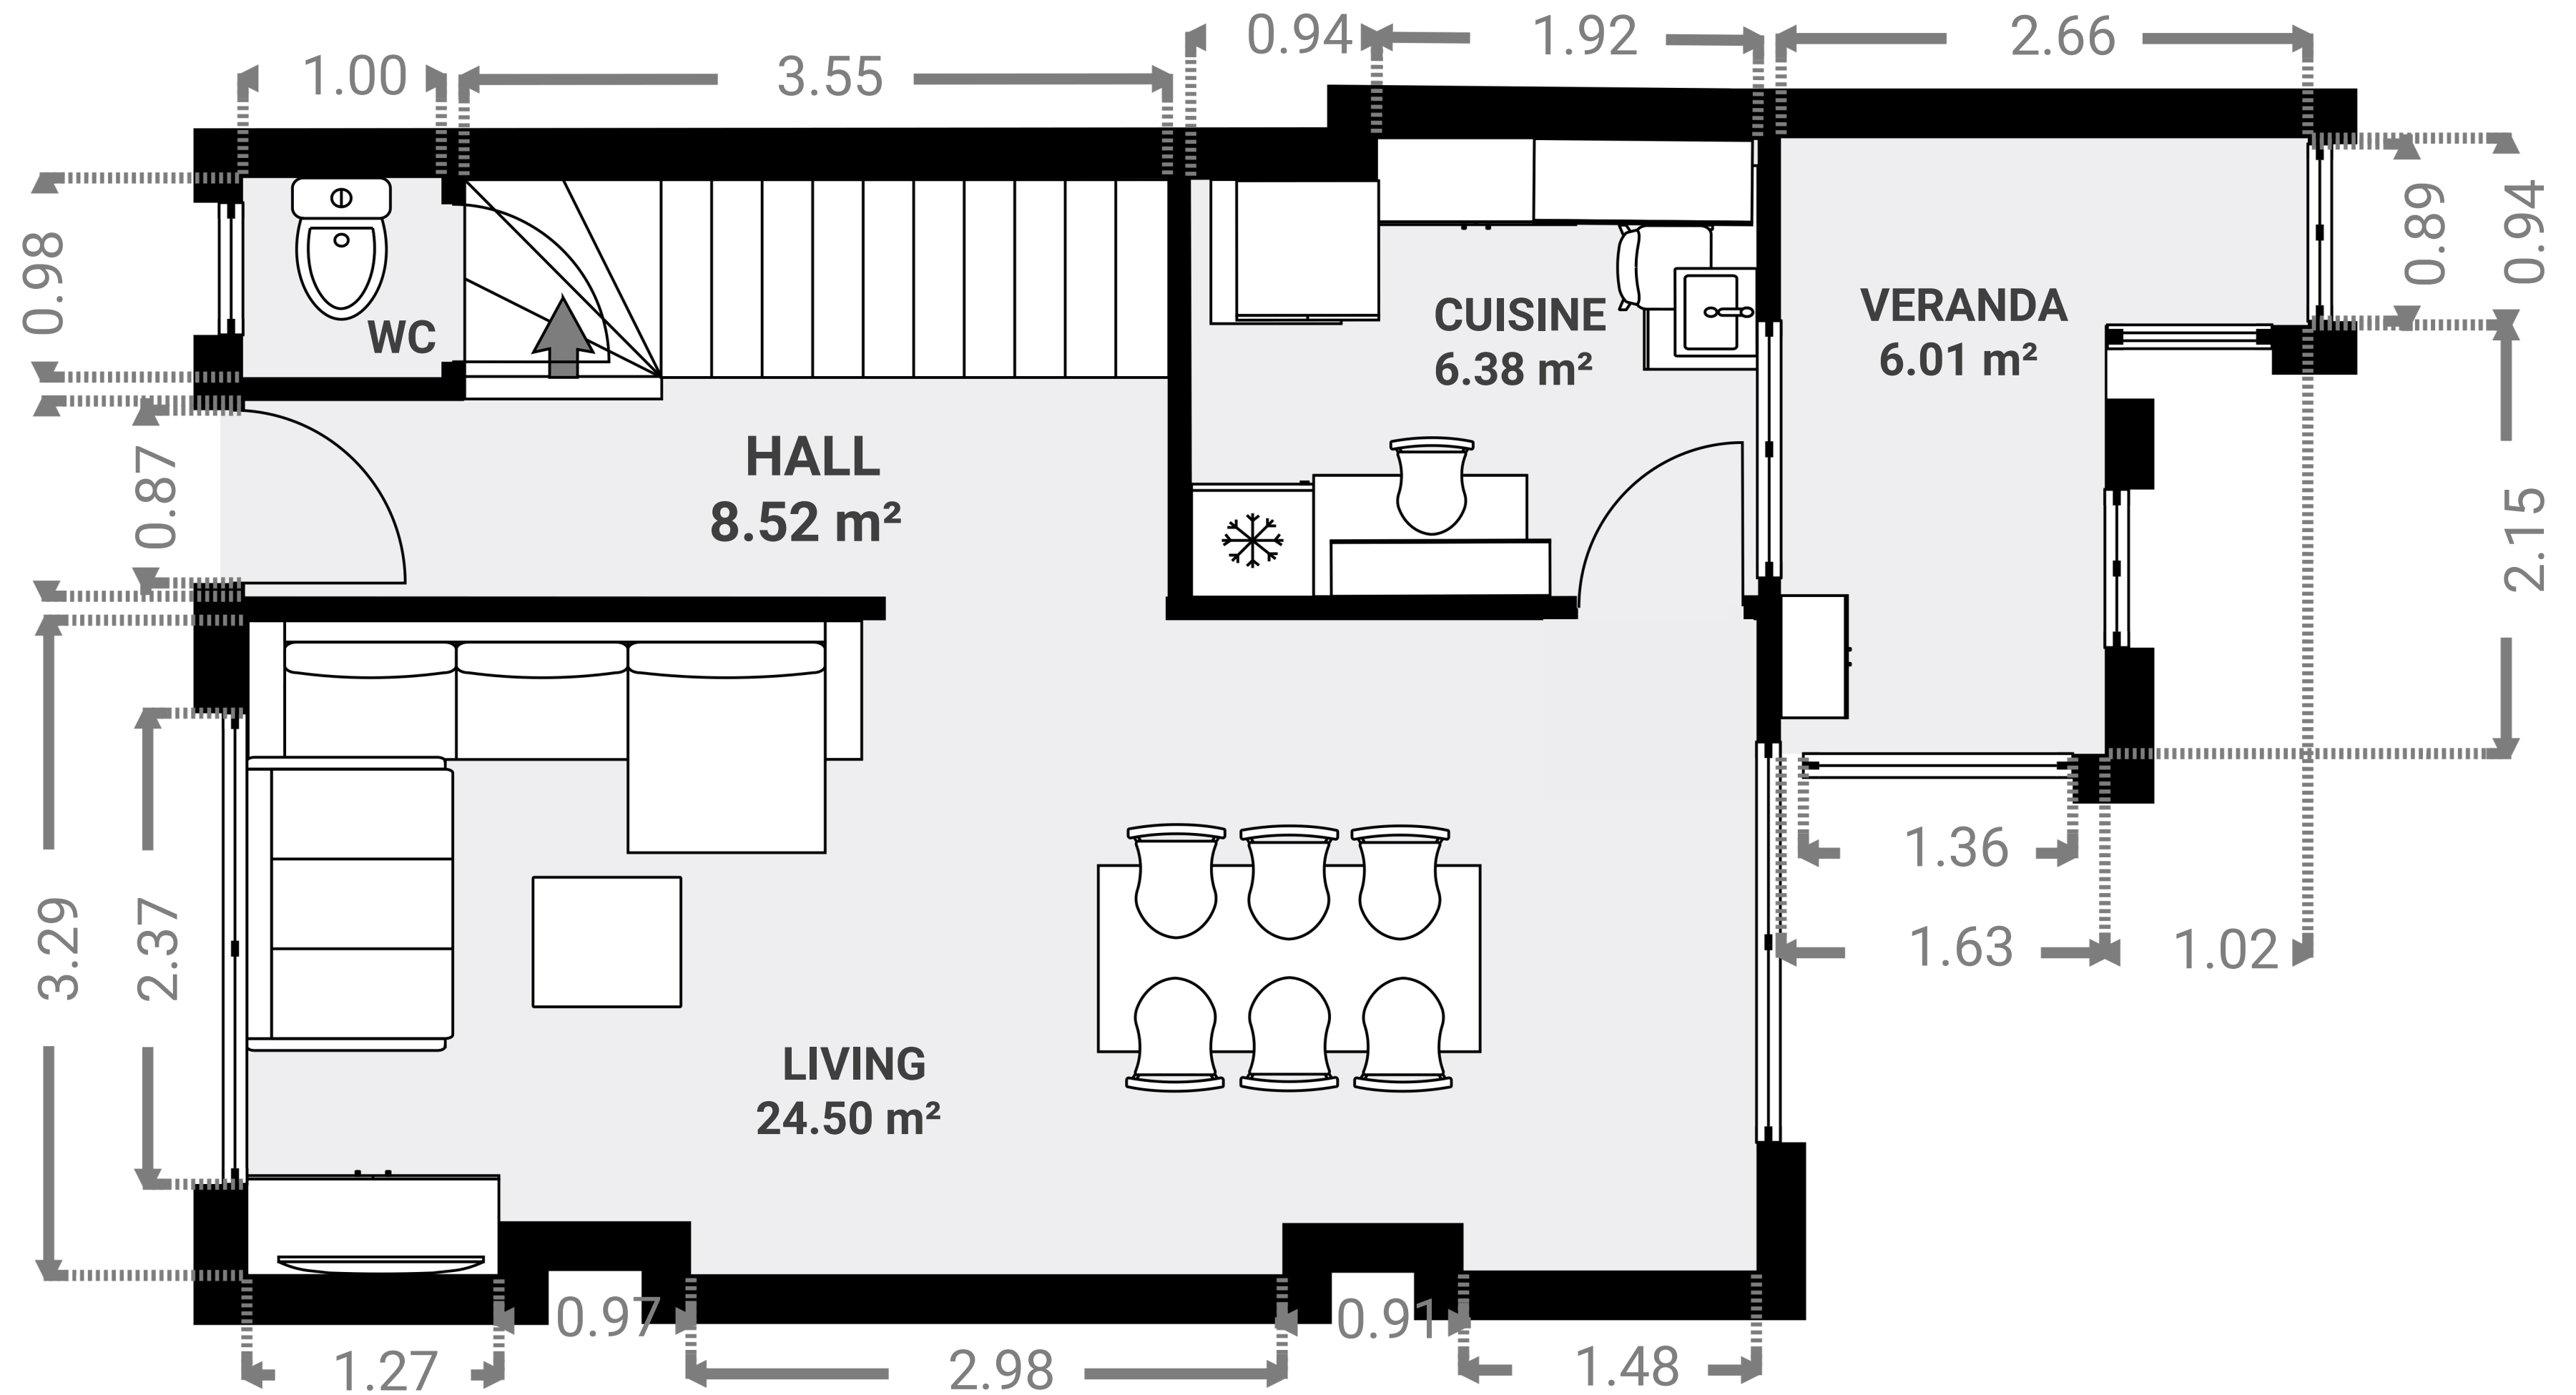 0.94
1.92
2.66
1.00
3.55
0.98
0.89
0.94
WC
CUISINE
6.38 m²
VERANDA
6.01 m²
0.87
HALL
8.52 m²
2.15
3.29
2.37
1.36
1.63
1.02
LIVING
24.50 m²
0.97
0.91
1.27
2.98
1.48